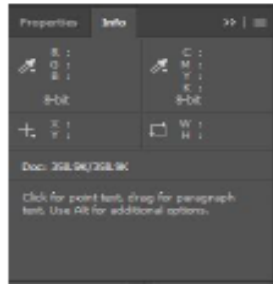 Properties Info
R :
G :
B :
8-bit
C :
M :
Y :
K :
8-bit
X :
Y :
W :
H :
Doc: 358.9K/358.9K
Click for point text, drag for paragraph
text. Use Alt for additional options.